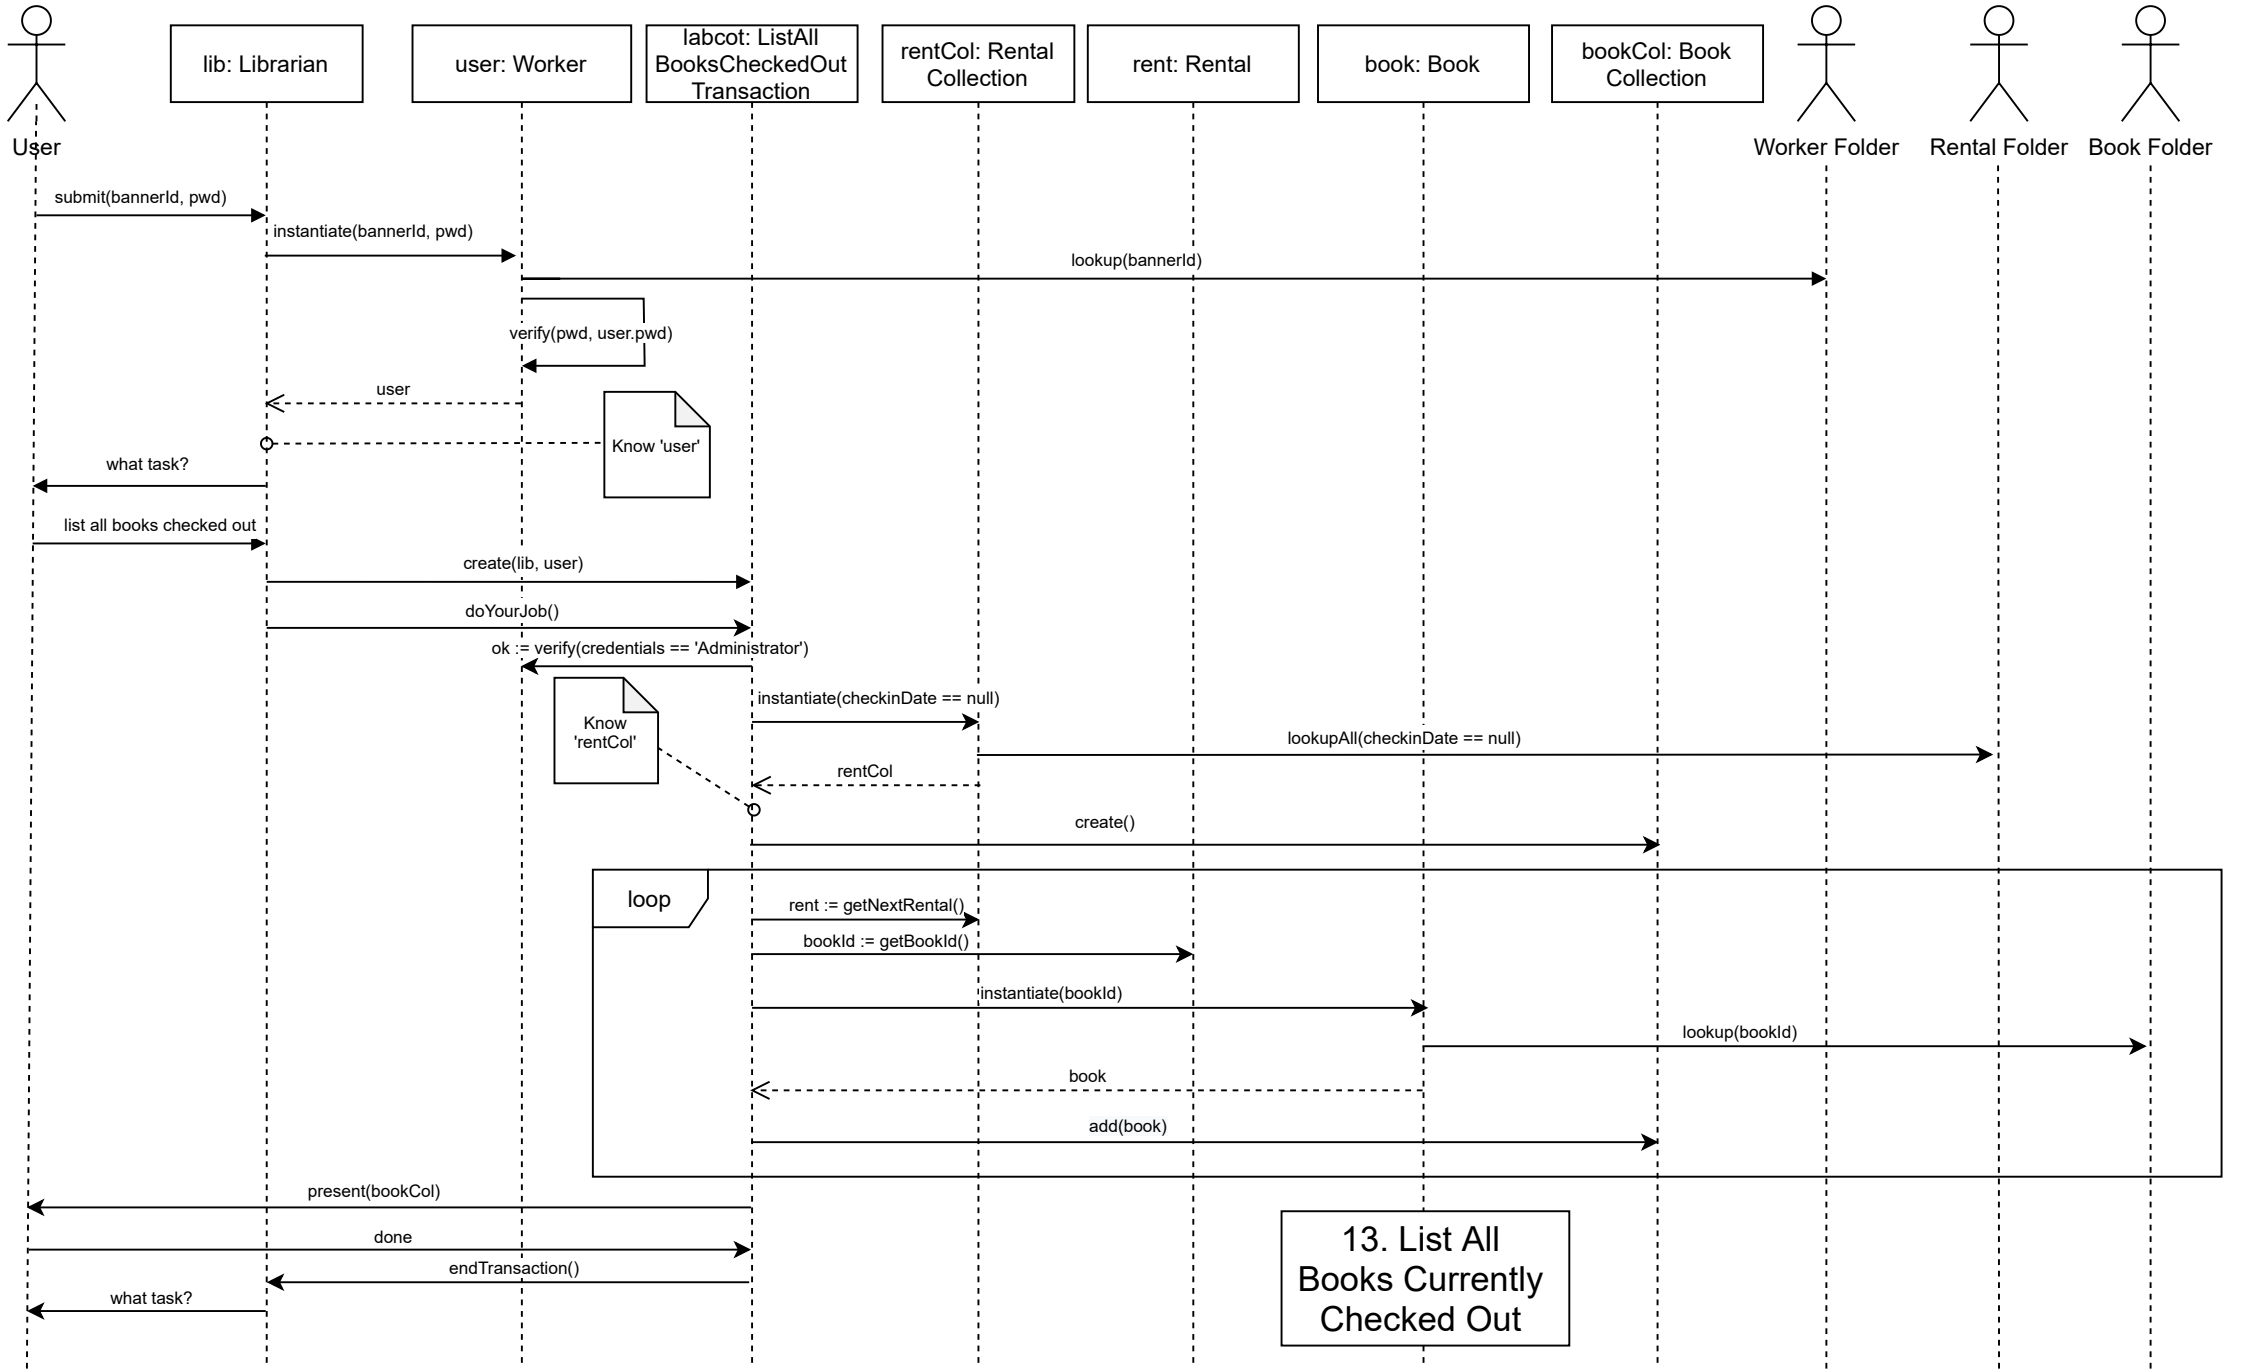 User
lib: Librarian
user: Worker
labcot: ListAll
BooksCheckedOut
Transaction
rentCol: Rental
Collection
rent: Rental
book: Book
bookCol: Book
Collection
Worker Folder
Rental Folder
Book Folder
submit(bannerId, pwd)
instantiate(bannerId, pwd)
lookup(bannerId)
verify(pwd, user.pwd)
user
Know 'user'
what task?
list all books checked out
create(lib, user)
doYourJob()
ok := verify(credentials == 'Administrator')
instantiate(checkinDate == null)
Know
'rentCol'
lookupAll(checkinDate == null)
rentCol
create()
loop
rent := getNextRental()
bookId := getBookId()
instantiate(bookId)
lookup(bookId)
book
add(book)
present(bookCol)
done
endTransaction()
what task?
13. List All
Books Currently
Checked Out